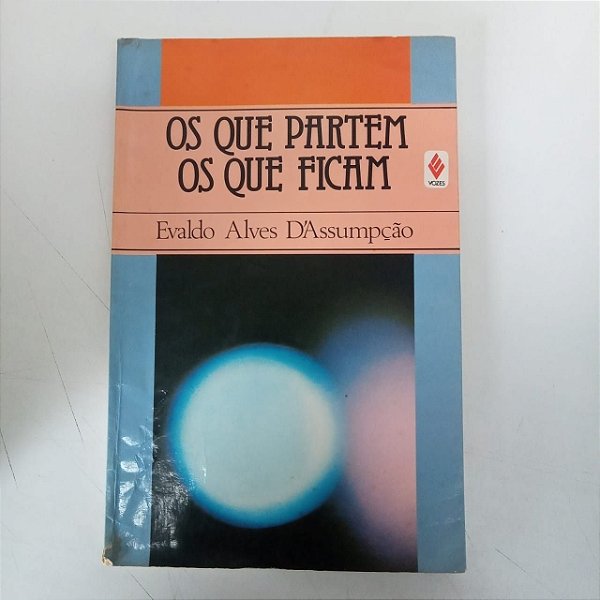 OS QUE PARTEM
OS QUE FICAM
VOZES
Evaldo Alves D'Assumpção